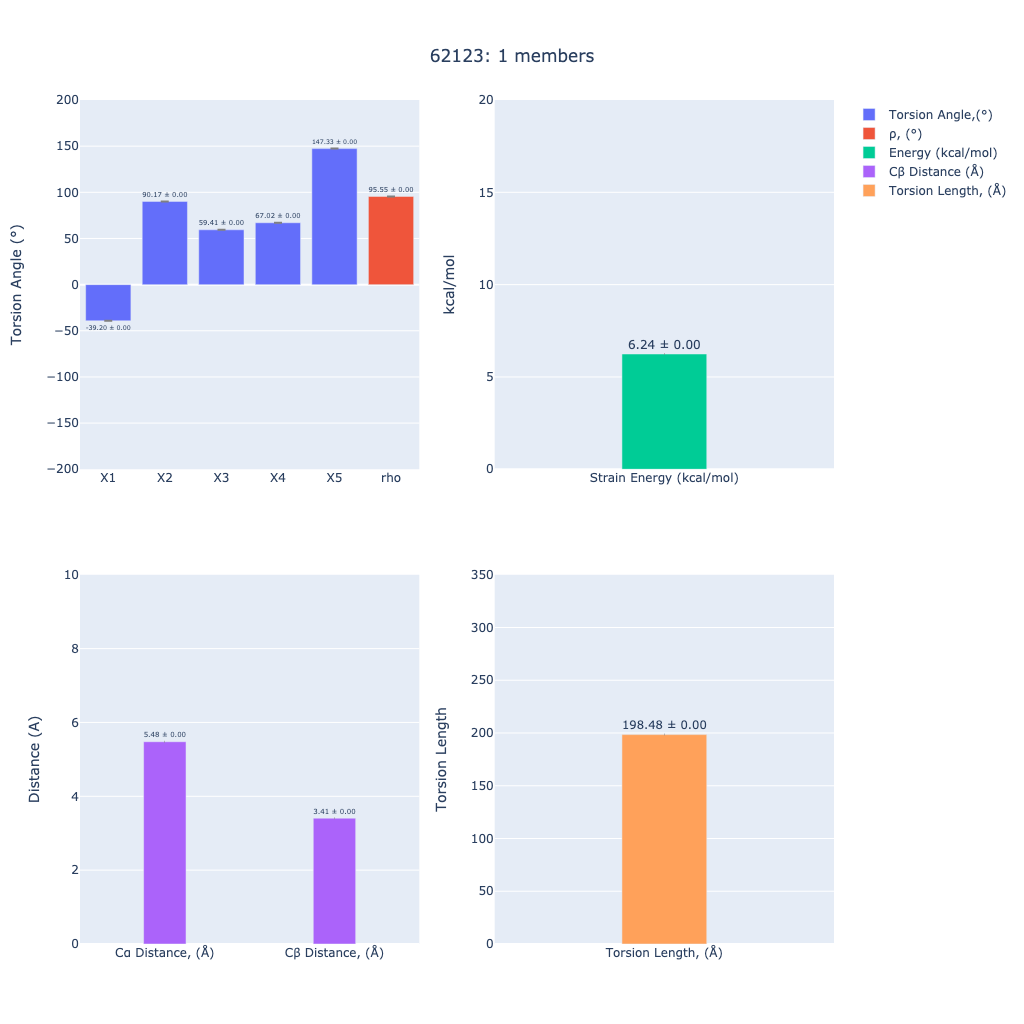 62123: 1 members
Torsion Angle (°)
200
150
100
50
0
−50
−100
−150
−200
-39.20 ± 0.00
90.17 ± 0.00
59.41 ± 0.00
67.02 ± 0.00
147.33 ± 0.00
95.55 ± 0.00
X1 X2 X3 X4 X5 rho
kcal/mol
20
15
10
5
0
6.24 ± 0.00
Strain Energy (kcal/mol)
Torsion Angle,(°)
ρ, (°)
Energy (kcal/mol)
Cβ Distance (Å)
Torsion Length, (Å)
Distance (A)
10
8
6
4
2
0
5.48 ± 0.00
3.41 ± 0.00
Cα Distance, (Å) Cβ Distance, (Å)
Torsion Length
350
300
250
200
150
100
50
0
198.48 ± 0.00
Torsion Length, (Å)